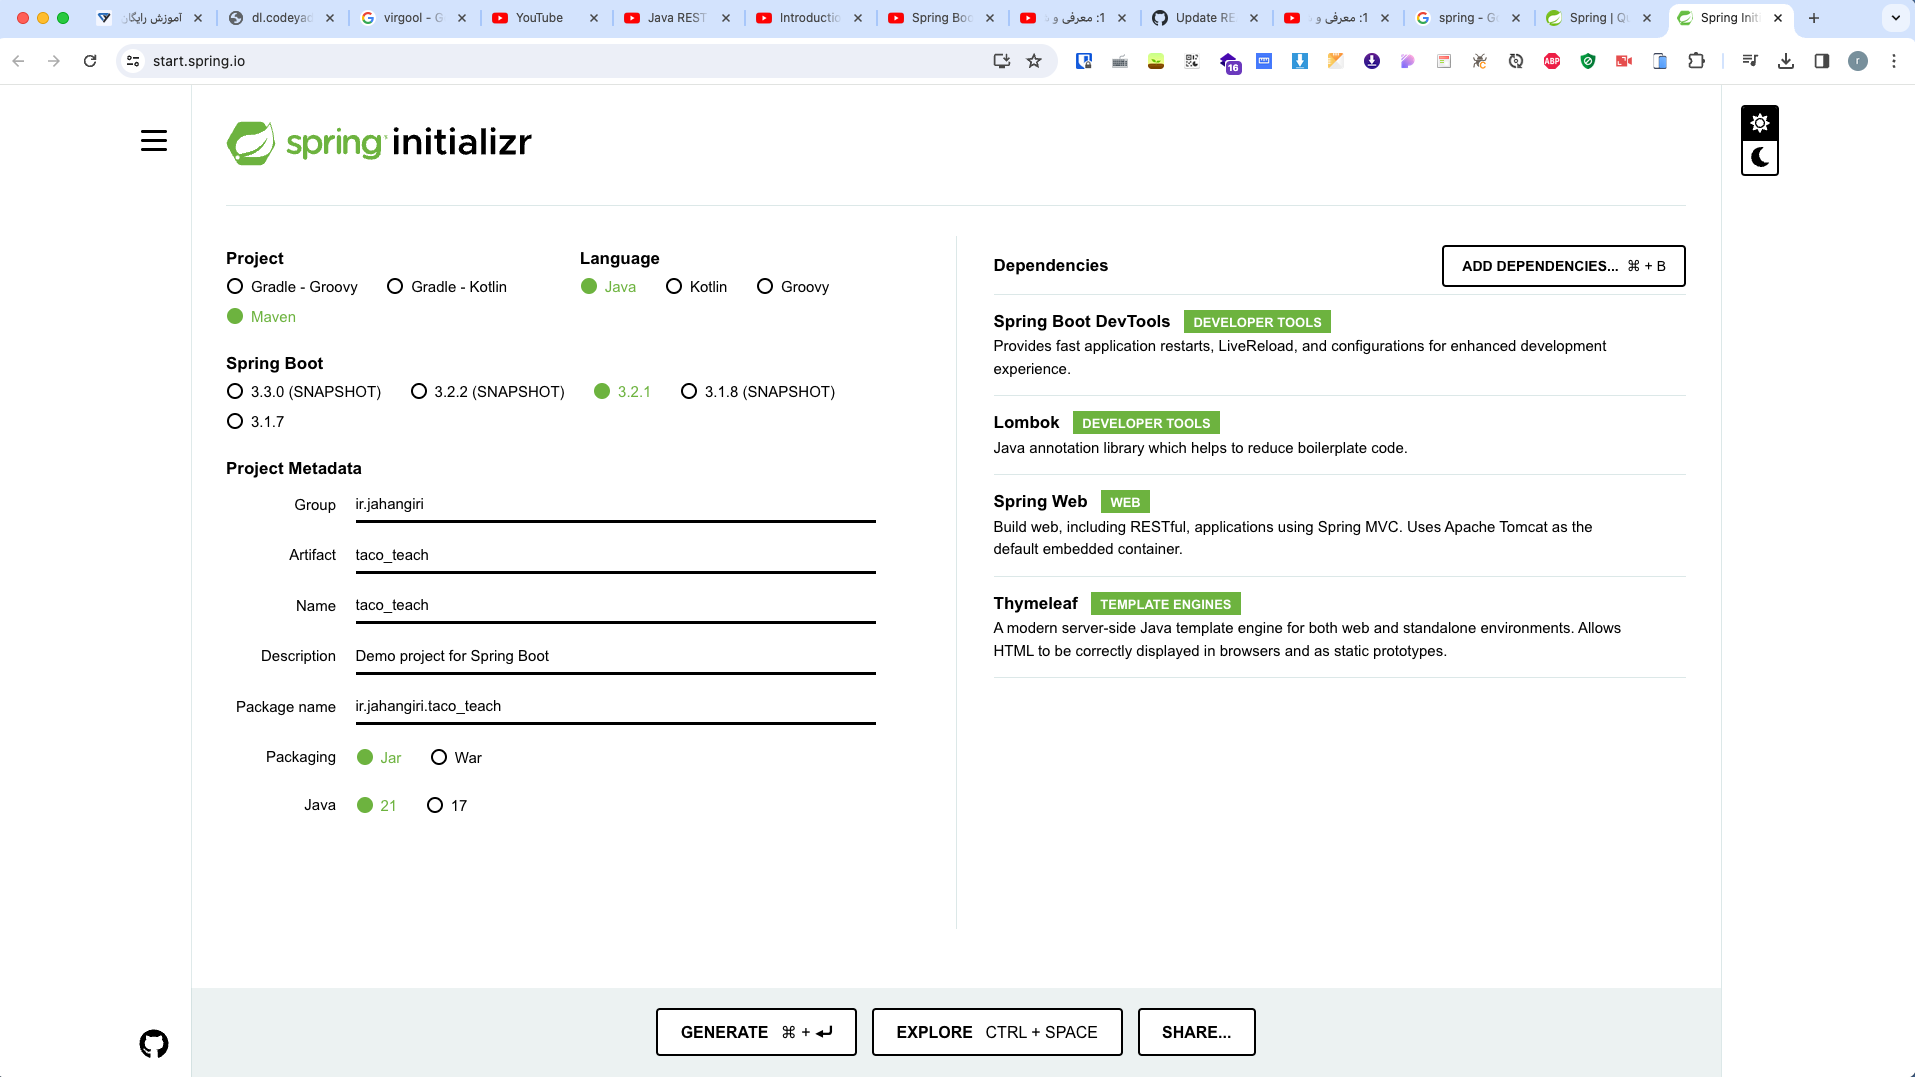 آموزش رایگان
dl.codeyad
virgool - G
YouTube
Java REST
Introductio
Spring Boo
1: معرفی و
Update RE
1: معرفی و
spring - Go
Spring | Qu
Spring Initi
start.spring.io
16
ABP
r
spring initializr
Project
Gradle - Groovy
Gradle - Kotlin
Maven
Language
Java
Kotlin
Groovy
Spring Boot
3.3.0 (SNAPSHOT)
3.2.2 (SNAPSHOT)
3.2.1
3.1.8 (SNAPSHOT)
3.1.7
Project Metadata
Group
ir.jahangiri
Artifact
taco_teach
Name
taco_teach
Description
Demo project for Spring Boot
Package name
ir.jahangiri.taco_teach
Packaging
Jar
War
Java
21
17
Dependencies
ADD DEPENDENCIES... ⌘ + B
Spring Boot DevTools DEVELOPER TOOLS
Provides fast application restarts, LiveReload, and configurations for enhanced development
experience.
Lombok DEVELOPER TOOLS
Java annotation library which helps to reduce boilerplate code.
Spring Web WEB
Build web, including RESTful, applications using Spring MVC. Uses Apache Tomcat as the
default embedded container.
Thymeleaf TEMPLATE ENGINES
A modern server-side Java template engine for both web and standalone environments. Allows
HTML to be correctly displayed in browsers and as static prototypes.
GENERATE ⌘ + ⏎
EXPLORE CTRL + SPACE
SHARE...